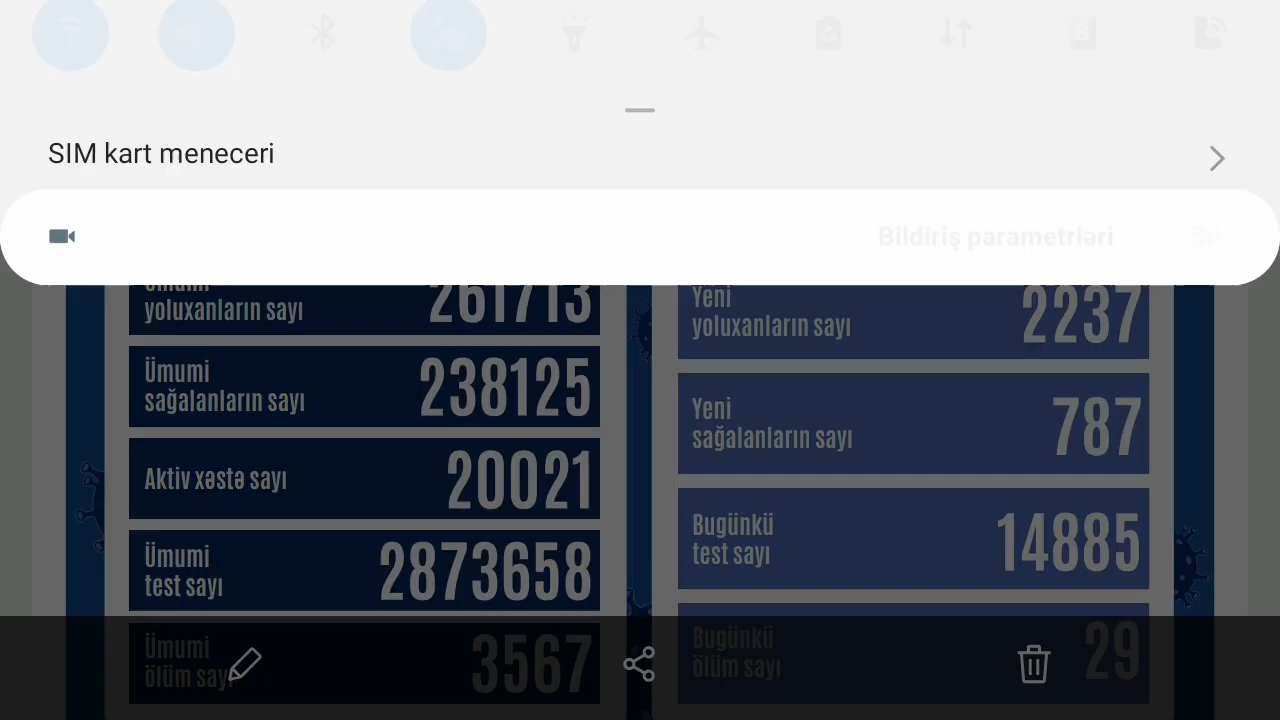 SIM kart meneceri
Bildiriş parametrləri
Sil
Ümumi
yoluxanların sayı
261713
Ümumi
sağalanların sayı
238125
Aktiv xəstə sayı
20021
Ümumi
test sayı
2873658
Ümumi
ölüm sayı
3567
Yeni
yoluxanların sayı
2237
Yeni
sağalanların sayı
787
Bugünkü
test sayı
14885
Bugünkü
ölüm sayı
29